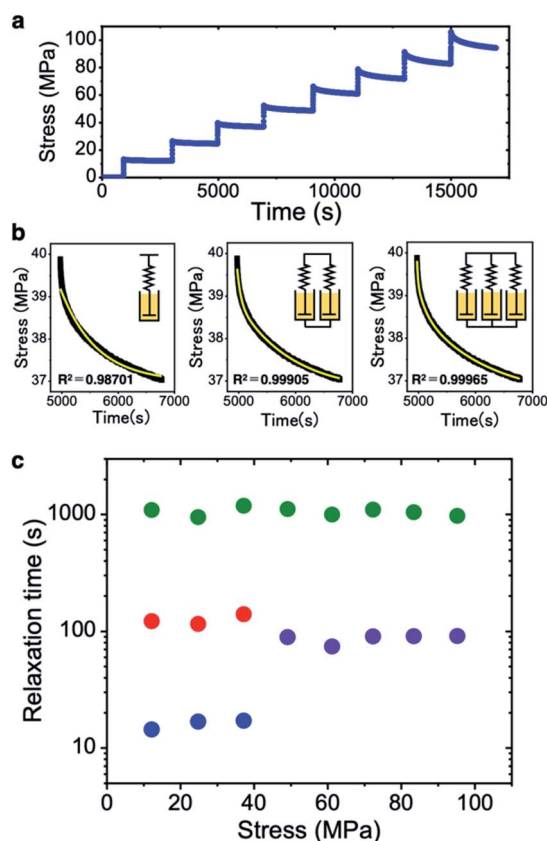 a
100
80
60
40
20
0
Stress (MPa)
0 5000 10000 15000
Time (s)
b
40
39
38
37
Stress (MPa)
R²=0.98701
5000 6000 7000
Time(s)
40
39
38
37
Stress (MPa)
R²=0.99905
5000 6000 7000
Time(s)
40
39
38
37
Stress (MPa)
R²=0.99965
5000 6000 7000
Time(s)
c
1000
100
10
Relaxation time (s)
0 20 40 60 80 100
Stress (MPa)